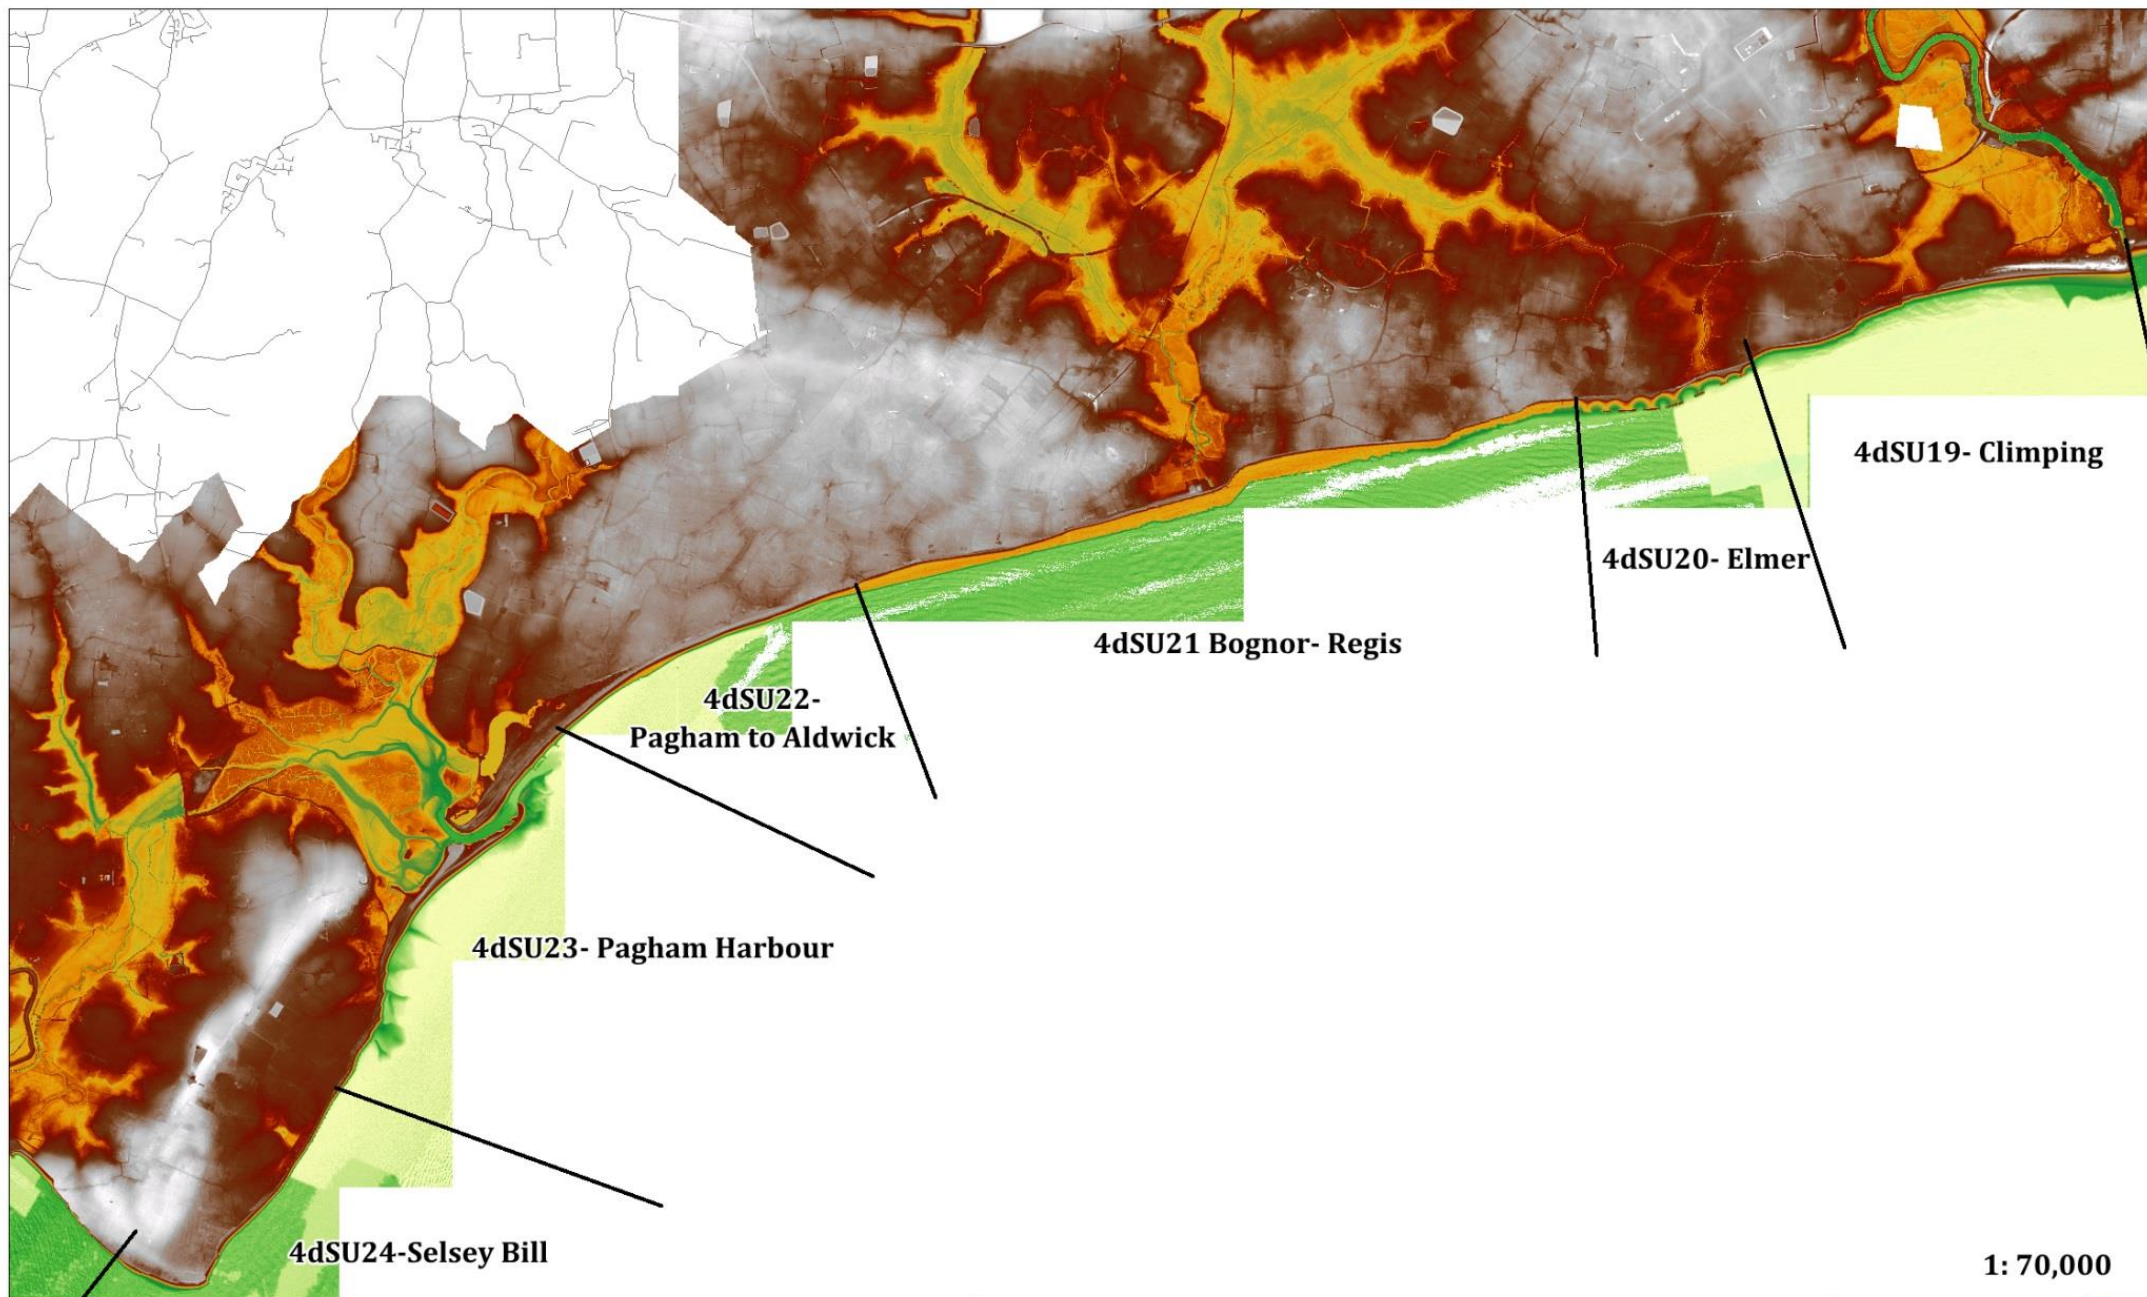 4dSU19- Climping
4dSU20- Elmer
4dSU21 Bognor- Regis
4dSU22-
Pagham to Aldwick
4dSU23- Pagham Harbour
4dSU24-Selsey Bill
1: 70,000